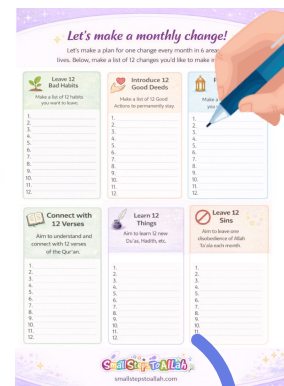 Let's make a monthly change!
Let's make a plan for one change every month in 6 areas
lives. Below, make a list of 12 changes you'd like to make
Leave 12
Bad Habits
Make a list of 12 habits
you want to leave.
1.
2.
3.
4.
5.
6.
7.
8.
9.
10.
11.
12.
Introduce 12
Good Deeds
Make a list of 12 Good
Actions to permanently stay.
1.
2.
3.
4.
5.
6.
7.
8.
9.
10.
11.
12.
Make a
you
1.
2.
3.
4.
5.
6.
7.
8.
9.
10.
11.
12.
Connect with
12 Verses
Aim to understand and
connect with 12 verses
of the Qur'an.
1.
2.
3.
4.
5.
6.
7.
8.
9.
10.
11.
12.
Learn 12
Things
Aim to learn 12 new
Du'as, Hadith, etc.
1.
2.
3.
4.
5.
6.
7.
8.
9.
10.
11.
12.
Leave 12
Sins
Aim to leave one
disobedience of Allah
Ta'ala each month.
1.
2.
3.
4.
5.
6.
7.
8.
9.
10.
11.
12.
Small Steps To Allah
smallstepstoallah.com